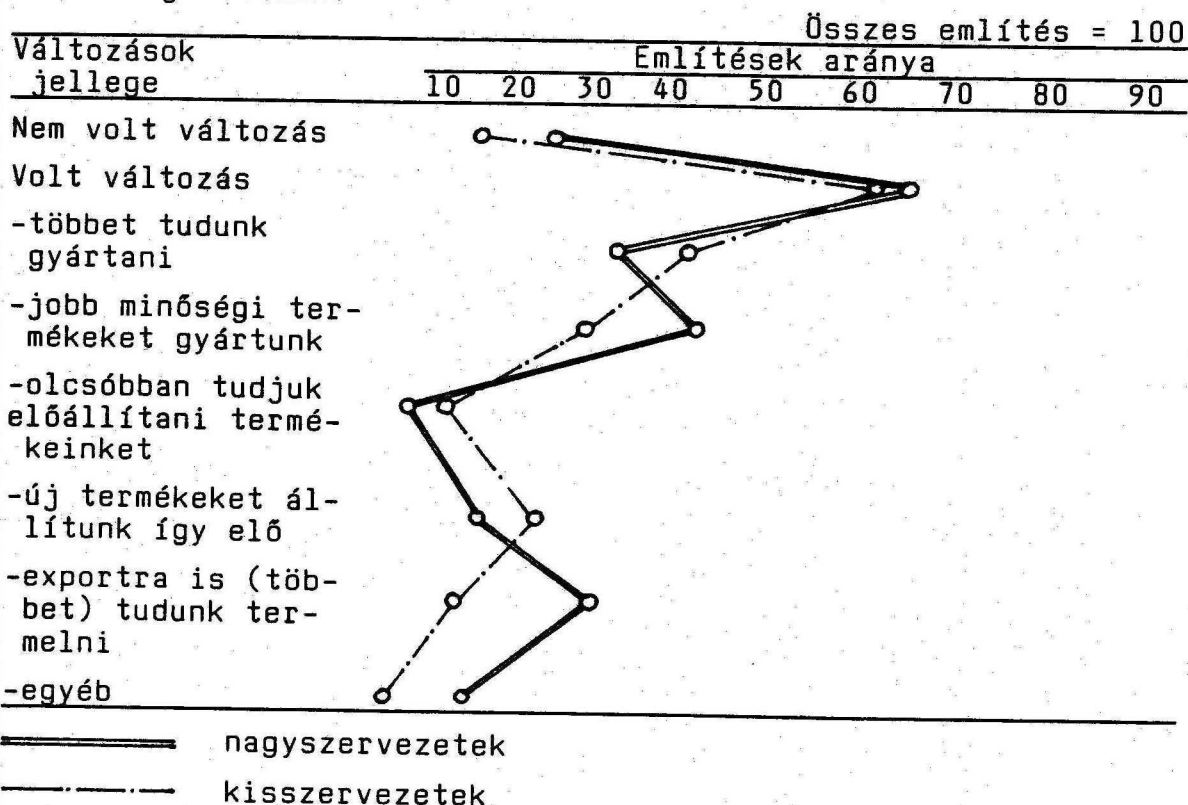 Összes említés = 100
Változások Említések aránya
jellege 10 20 30 40 50 60 70 80 90
Nem volt változás
Volt változás
-többet tudunk
gyártani
-jobb minőségi ter-
mékeket gyártunk
-olcsóbban tudjuk
előállítani termé-
keinket
-új termékeket ál-
lítunk így elő
-exportra is (töb-
bet) tudunk ter-
melni
-egyéb
nagyszervezetek
kisszervezetek